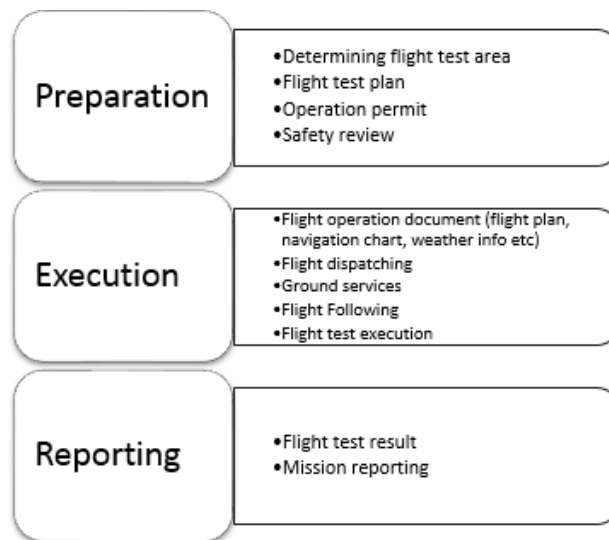 Preparation
•Determining flight test area
•Flight test plan
•Operation permit
•Safety review
Execution
•Flight operation document (flight plan,
navigation chart, weather info etc)
•Flight dispatching
•Ground services
•Flight Following
•Flight test execution
Reporting
•Flight test result
•Mission reporting